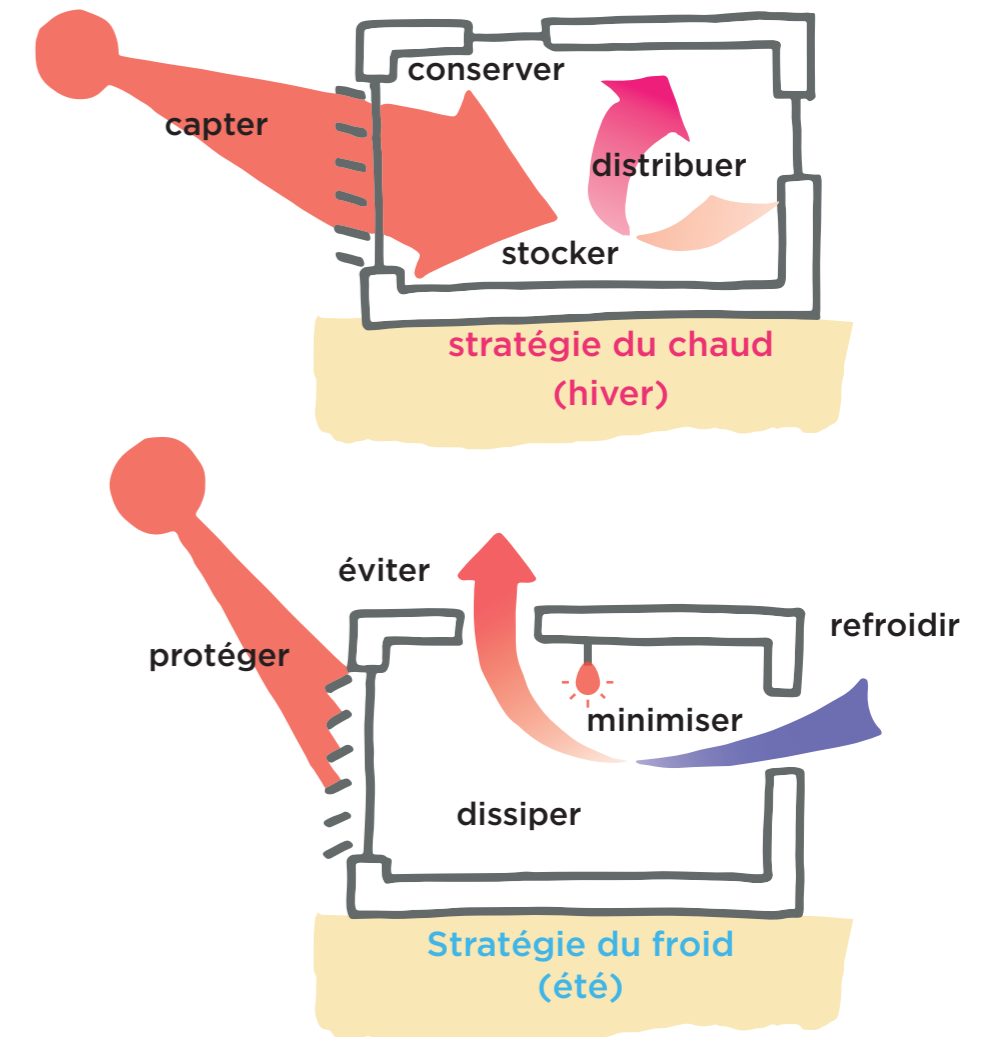 conserver
capter
distribuer
stocker
stratégie du chaud
(hiver)
éviter
refroidir
protéger
minimiser
dissiper
Stratégie du froid
(été)